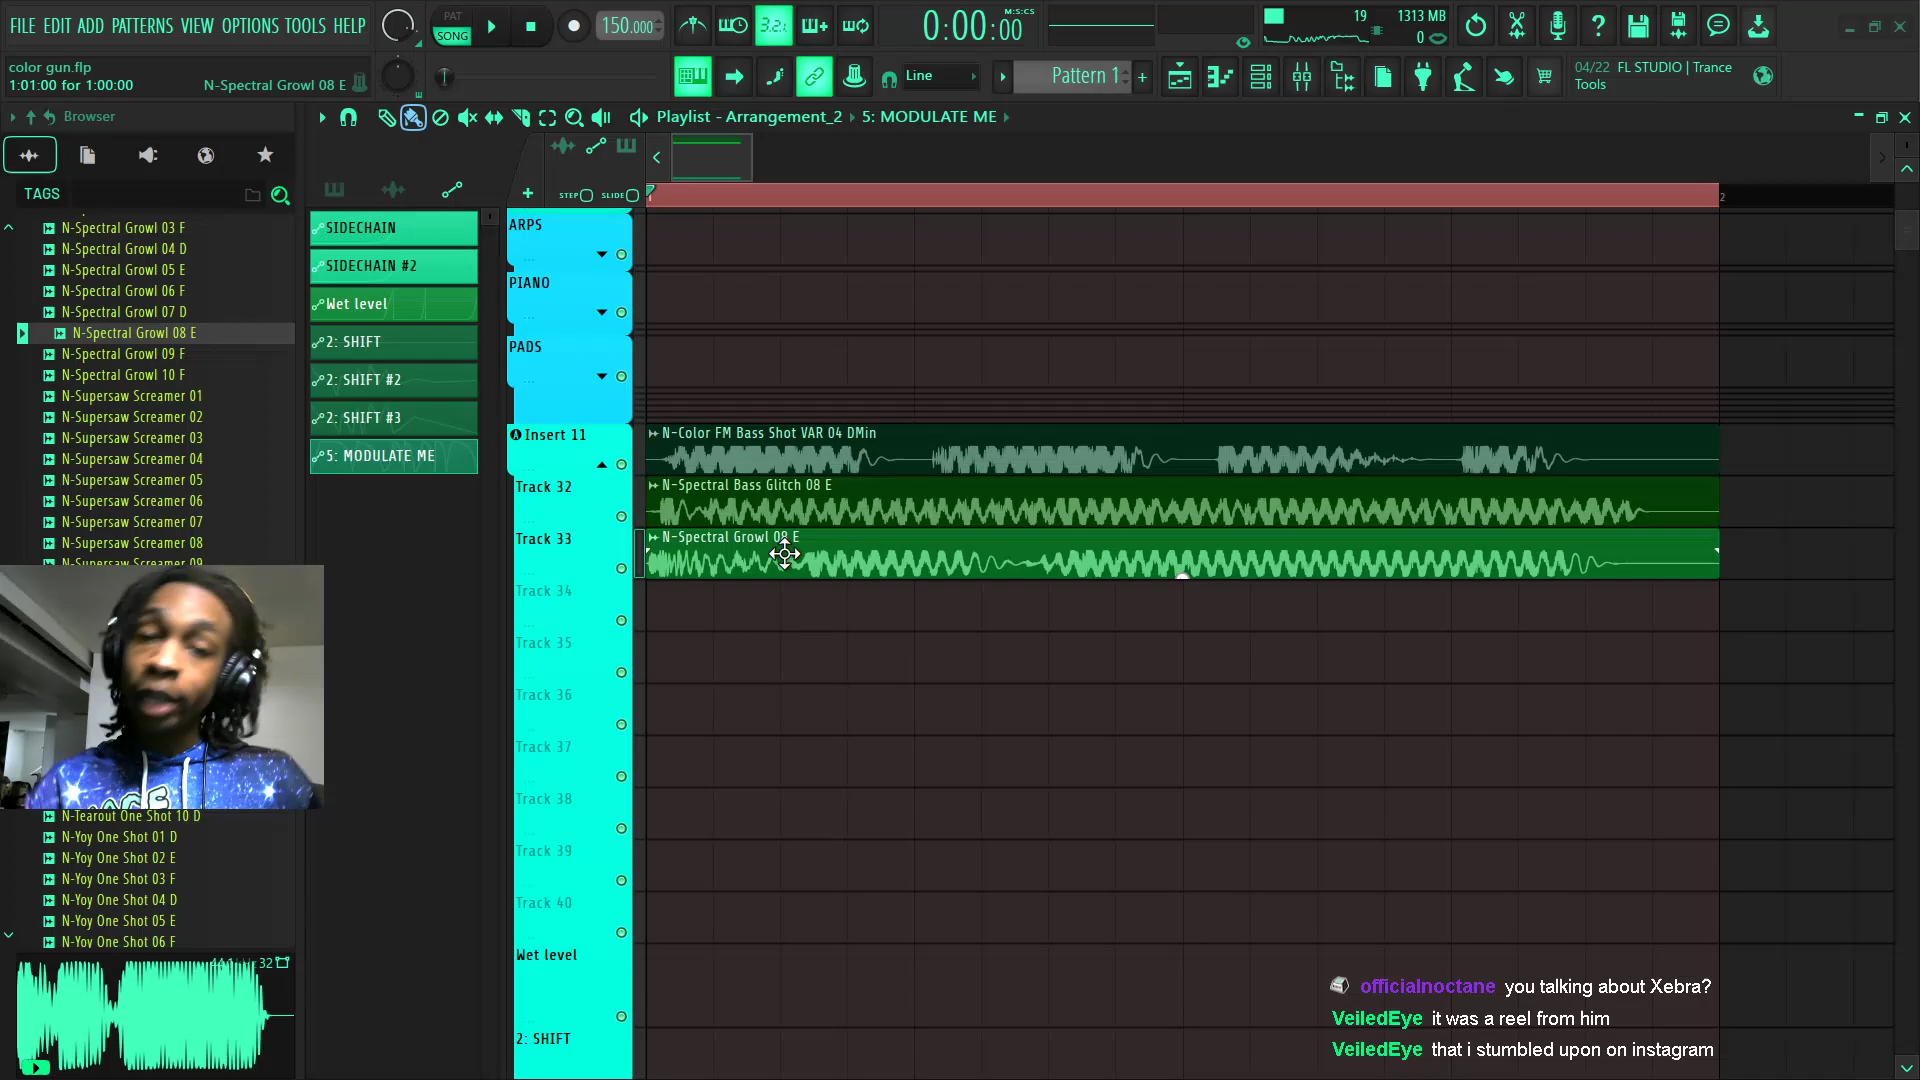 FILE EDIT ADD PATTERNS VIEW OPTIONS TOOLS HELP
PAT
SONG
150.000
3.2.1
0:00:00
M:S:CS
19
1313 MB
0
color gun.flp
1:01:00 for 1:00:00
N-Spectral Growl 08 E
Line
Pattern 1
04/22 FL STUDIO | Trance
Tools
Browser
Playlist - Arrangement_2
5: MODULATE ME
TAGS
STEP
SLIDE
2
N-Spectral Growl 03 F
N-Spectral Growl 04 D
N-Spectral Growl 05 E
N-Spectral Growl 06 F
N-Spectral Growl 07 D
N-Spectral Growl 08 E
N-Spectral Growl 09 F
N-Spectral Growl 10 F
N-Supersaw Screamer 01
N-Supersaw Screamer 02
N-Supersaw Screamer 03
N-Supersaw Screamer 04
N-Supersaw Screamer 05
N-Supersaw Screamer 06
N-Supersaw Screamer 07
N-Supersaw Screamer 08
N-Supersaw Screamer 09
N-Tearout One Shot 10 D
N-Yoy One Shot 01 D
N-Yoy One Shot 02 E
N-Yoy One Shot 03 F
N-Yoy One Shot 04 D
N-Yoy One Shot 05 E
N-Yoy One Shot 06 F
32
SIDECHAIN
SIDECHAIN #2
Wet level
2: SHIFT
2: SHIFT #2
2: SHIFT #3
5: MODULATE ME
ARPS
PIANO
PADS
Insert 11
Track 32
Track 33
Track 34
Track 35
Track 36
Track 37
Track 38
Track 39
Track 40
Wet level
2: SHIFT
N-Color FM Bass Shot VAR 04 DMin
N-Spectral Bass Glitch 08 E
N-Spectral Growl 08 E
officialnoctane you talking about Xebra?
VeiledEye it was a reel from him
VeiledEye that i stumbled upon on instagram